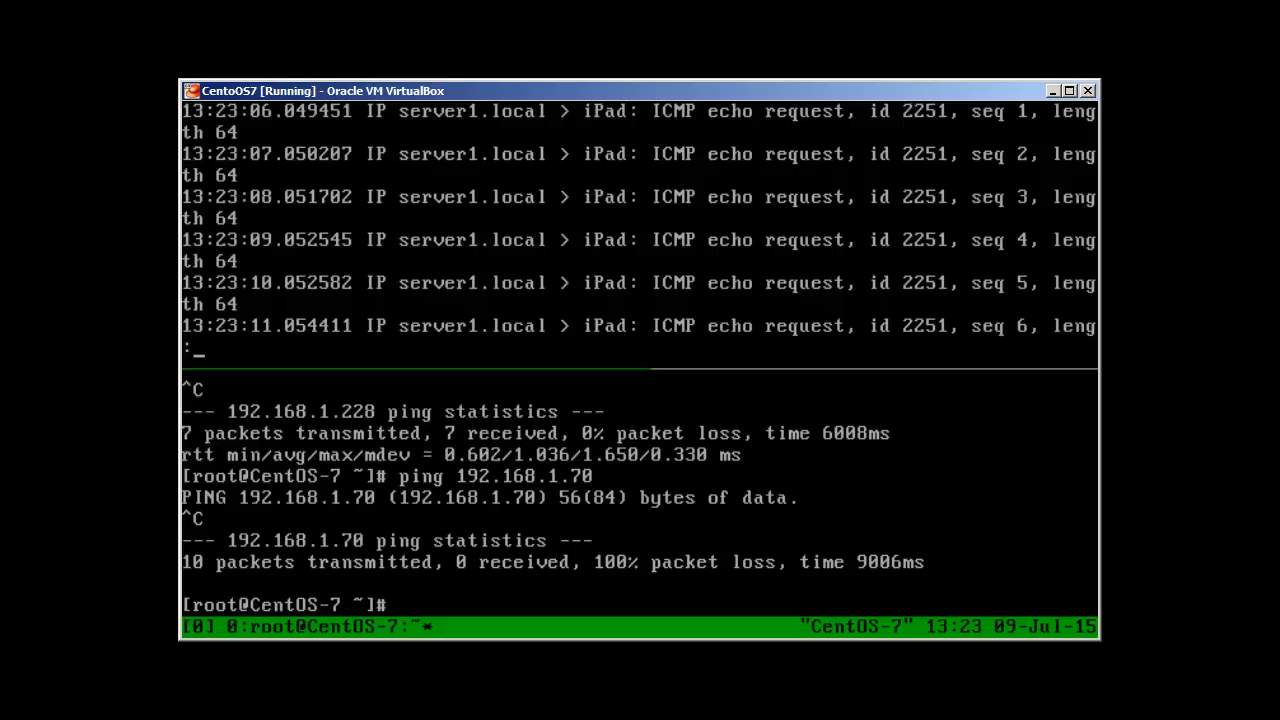 CentoOS7 [Running] - Oracle VM VirtualBox
13:23:06.049451 IP server1.local > iPad: ICMP echo request, id 2251, seq 1, leng
th 64
13:23:07.050207 IP server1.local > iPad: ICMP echo request, id 2251, seq 2, leng
th 64
13:23:08.051702 IP server1.local > iPad: ICMP echo request, id 2251, seq 3, leng
th 64
13:23:09.052545 IP server1.local > iPad: ICMP echo request, id 2251, seq 4, leng
th 64
13:23:10.052582 IP server1.local > iPad: ICMP echo request, id 2251, seq 5, leng
th 64
13:23:11.054411 IP server1.local > iPad: ICMP echo request, id 2251, seq 6, leng
:_
^C
--- 192.168.1.228 ping statistics ---
7 packets transmitted, 7 received, 0% packet loss, time 6008ms
rtt min/avg/max/mdev = 0.602/1.036/1.650/0.330 ms
[root@CentOS-7 ~]# ping 192.168.1.70
PING 192.168.1.70 (192.168.1.70) 56(84) bytes of data.
^C
--- 192.168.1.70 ping statistics ---
10 packets transmitted, 0 received, 100% packet loss, time 9006ms
[root@CentOS-7 ~]#
[0] 0:root@CentOS-7:~* "CentOS-7" 13:23 09-Jul-15